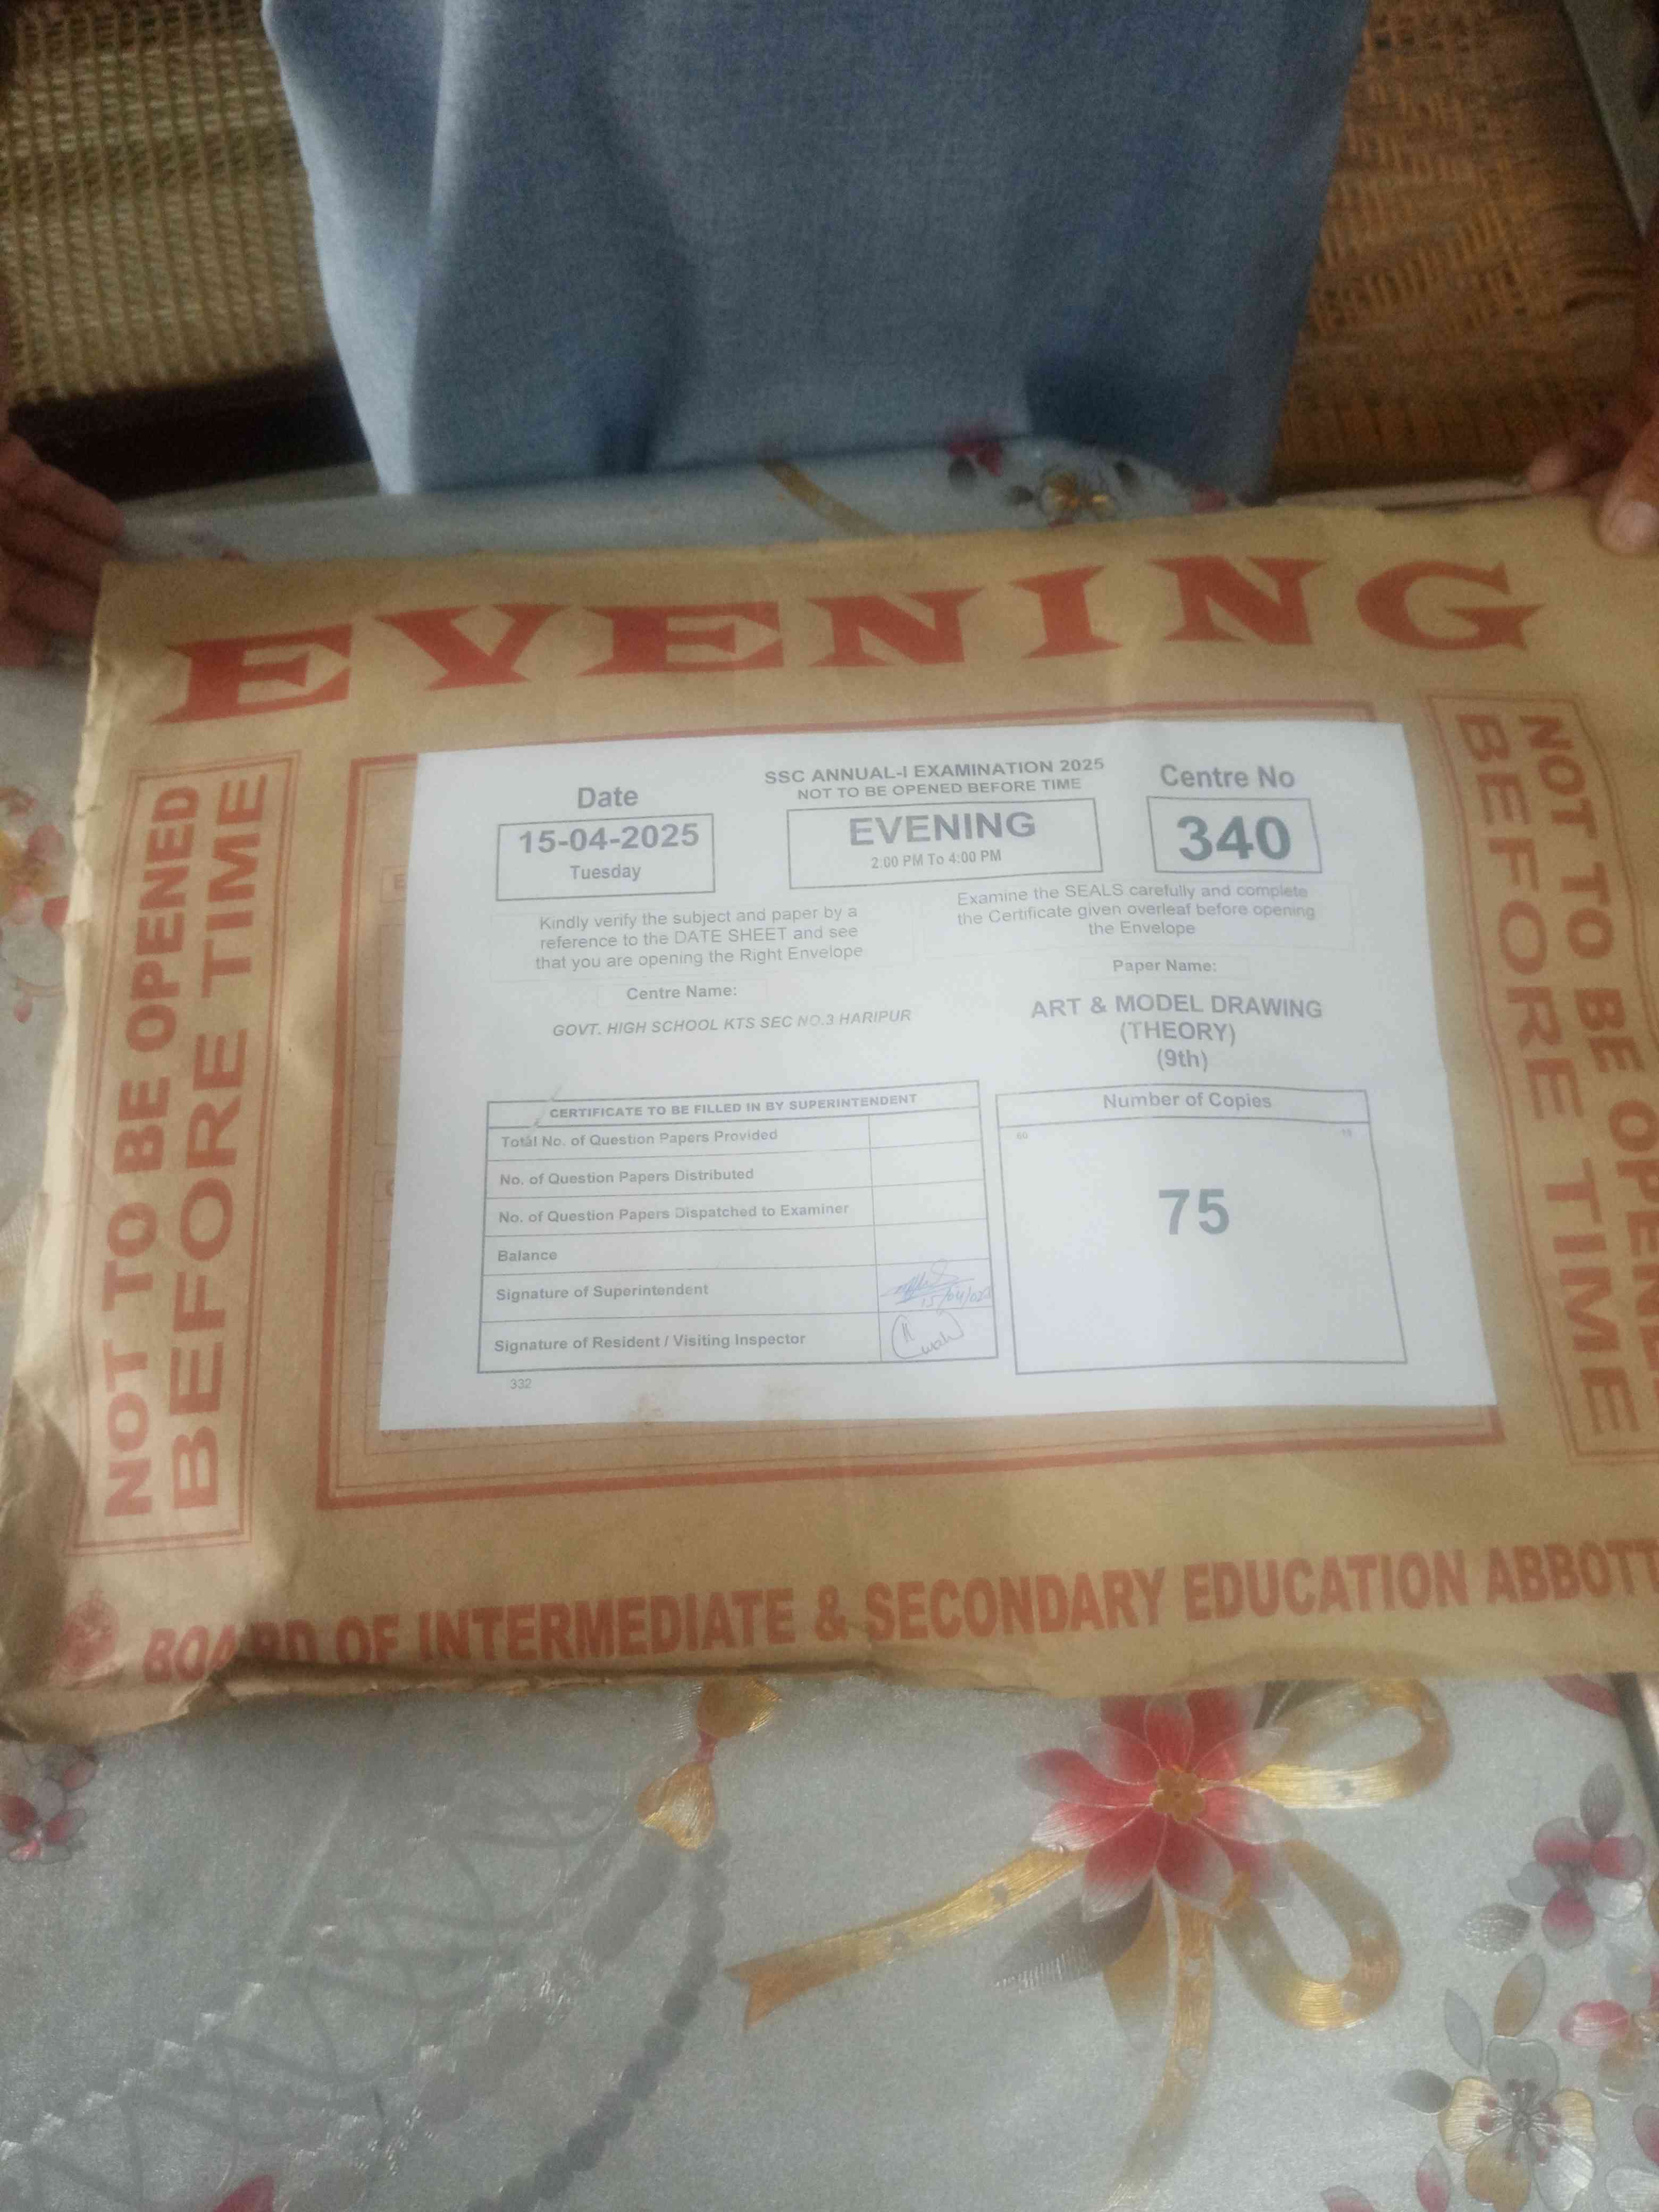 EVENING
NOT TO BE OPENED
BEFORE TIME
SSC ANNUAL-I EXAMINATION 2025
NOT TO BE OPENED BEFORE TIME
Date
15-04-2025
Tuesday
EVENING
2:00 PM To 4:00 PM
Centre No
340
Kindly verify the subject and paper by a
reference to the DATE SHEET and see
that you are opening the Right Envelope
Examine the SEALS carefully and complete
the Certificate given overleaf before opening
the Envelope
Centre Name:
GOVT. HIGH SCHOOL KTS SEC NO.3 HARIPUR
Paper Name:
ART & MODEL DRAWING
(THEORY)
(9th)
CERTIFICATE TO BE FILLED IN BY SUPERINTENDENT
Total No. of Question Papers Provided
No. of Question Papers Distributed
No. of Question Papers Dispatched to Examiner
Balance
Signature of Superintendent
Signature of Resident / Visiting Inspector
Number of Copies
60
15
75
332
NOT TO BE OPENE
BEFORE TIME
BOARD OF INTERMEDIATE & SECONDARY EDUCATION ABBOTT